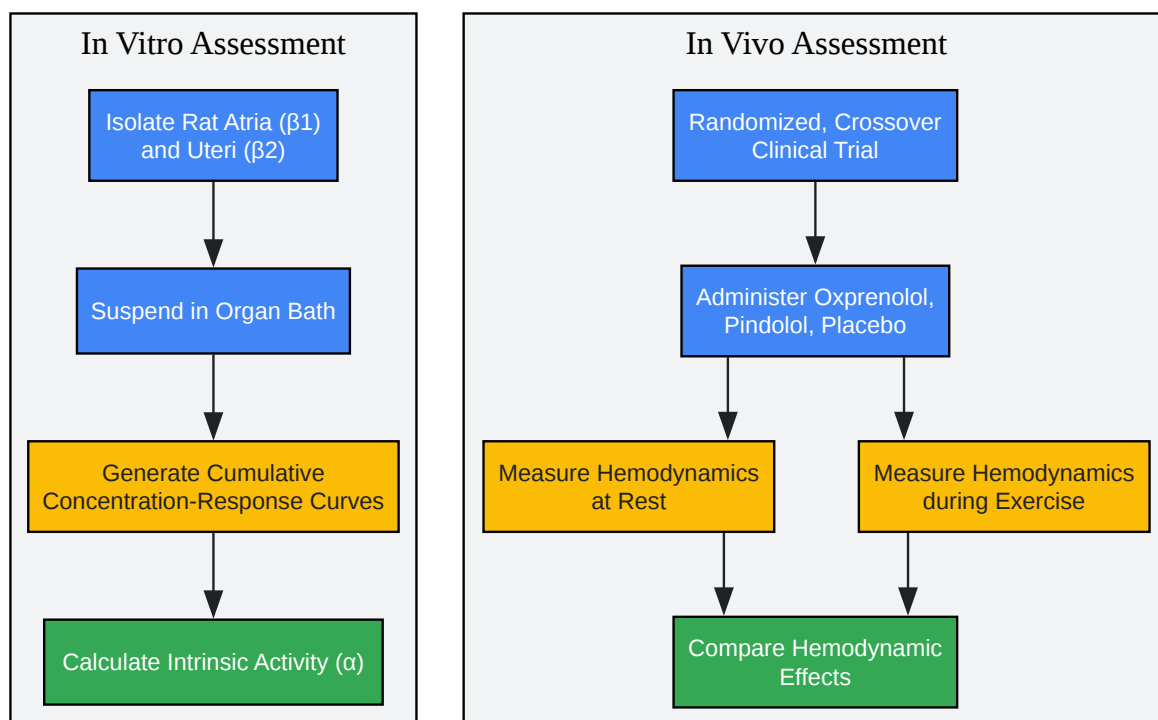 In Vitro Assessment
Isolate Rat Atria (β1)
and Uteri (β2)
Suspend in Organ Bath
Generate Cumulative
Concentration-Response Curves
Calculate Intrinsic Activity (α)
In Vivo Assessment
Randomized, Crossover
Clinical Trial
Administer Oxprenolol,
Pindolol, Placebo
Measure Hemodynamics
at Rest
Measure Hemodynamics
during Exercise
Compare Hemodynamic
Effects